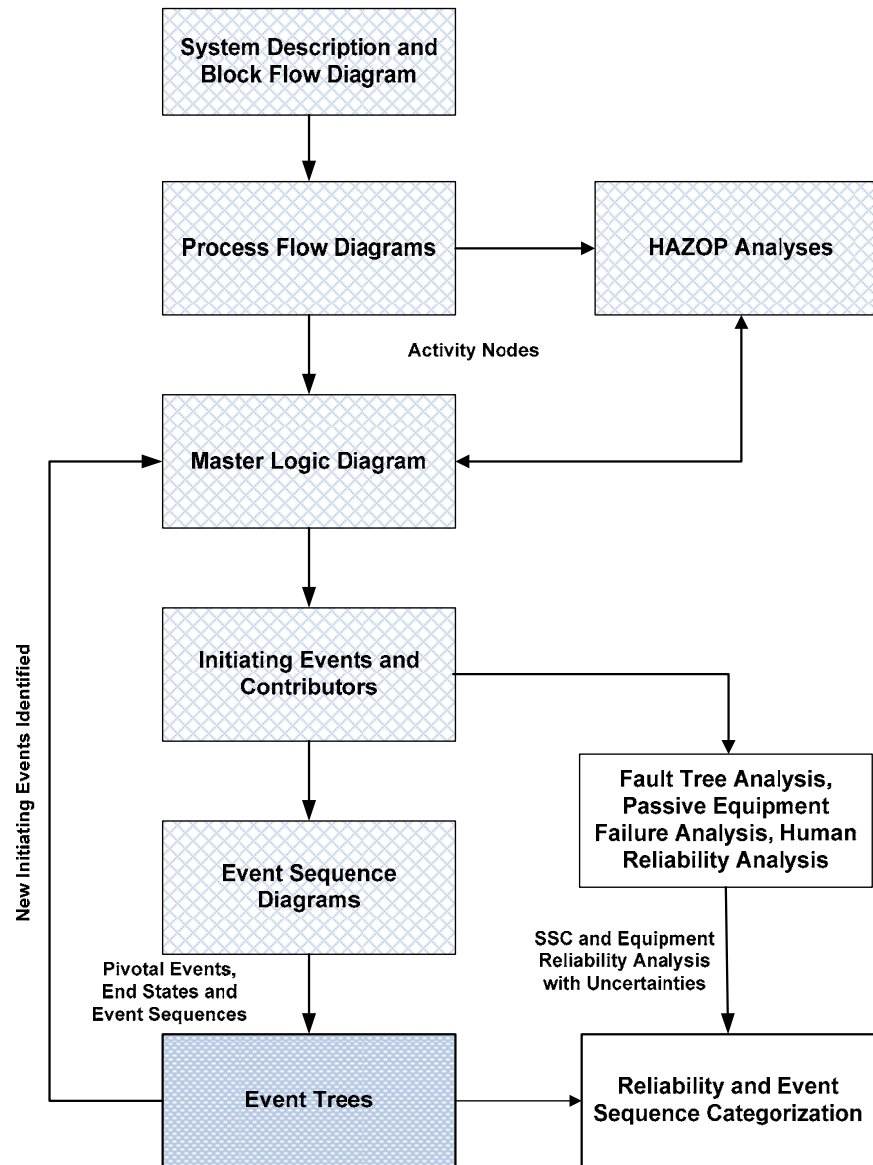 System Description and
Block Flow Diagram
Process Flow Diagrams
HAZOP Analyses
Activity Nodes
Master Logic Diagram
New Initiating Events Identified
Initiating Events and
Contributors
Fault Tree Analysis,
Passive Equipment
Failure Analysis, Human
Reliability Analysis
Event Sequence
Diagrams
SSC and Equipment
Reliability Analysis
with Uncertainties
Pivotal Events,
End States and
Event Sequences
Event Trees
Reliability and Event
Sequence Categorization